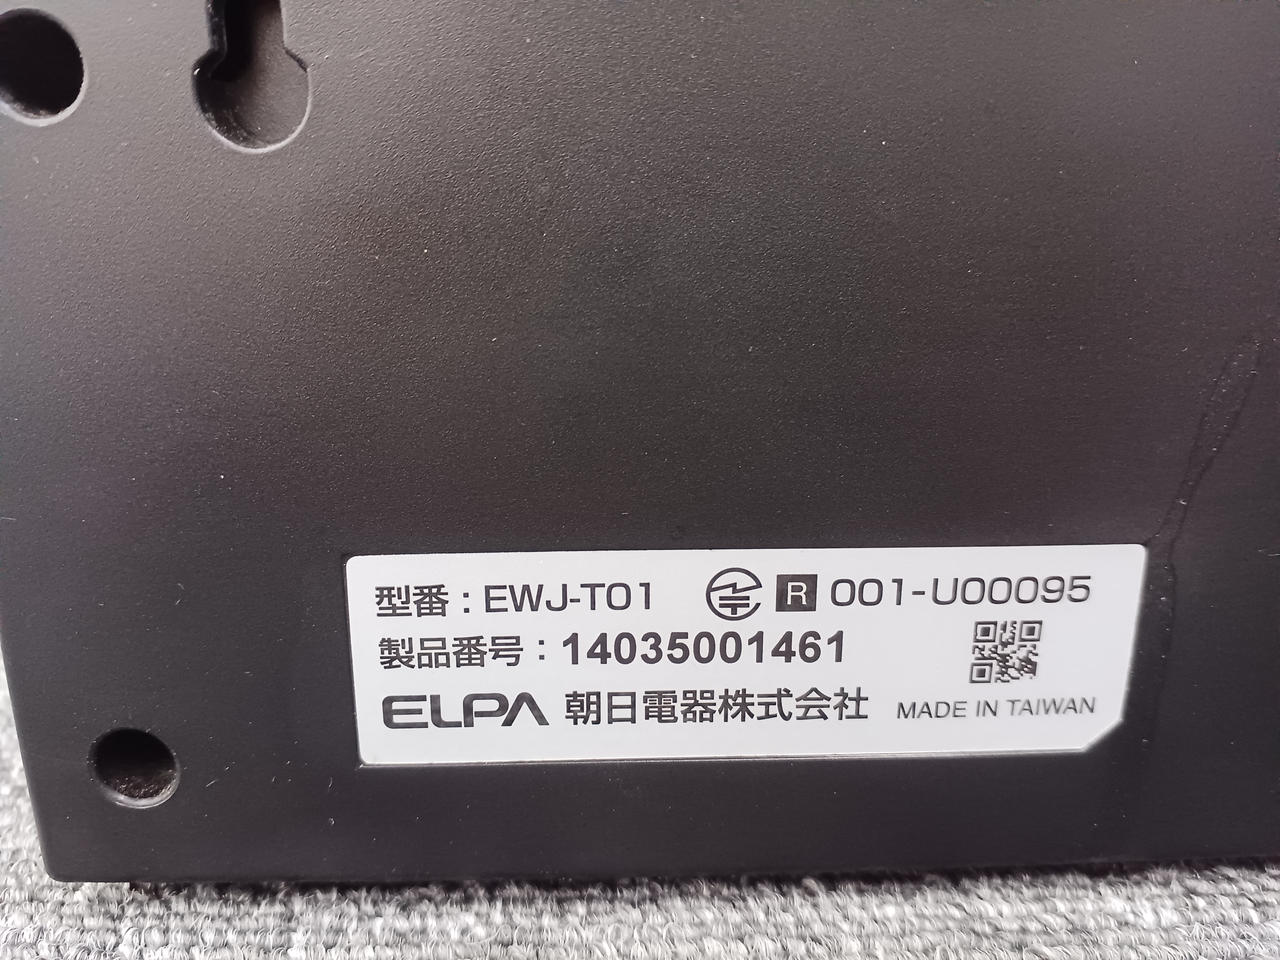 型番 : EWJ-T01 R 001-U00095
製品番号 : 14035001461
ELPA 朝日電器株式会社 MADE IN TAIWAN